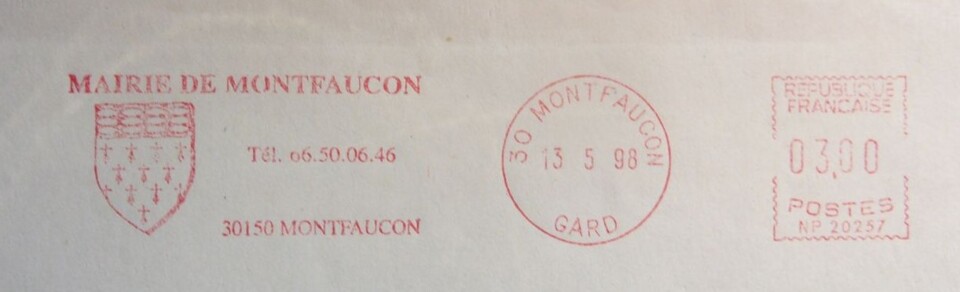 MAIRIE DE MONTFAUCON
Tél. 66.50.06.46
30150 MONTFAUCON
30 MONTFAUCON
13 5 98
GARD
REPUBLIQUE
FRANCAISE
03,00
POSTES
NP 20257